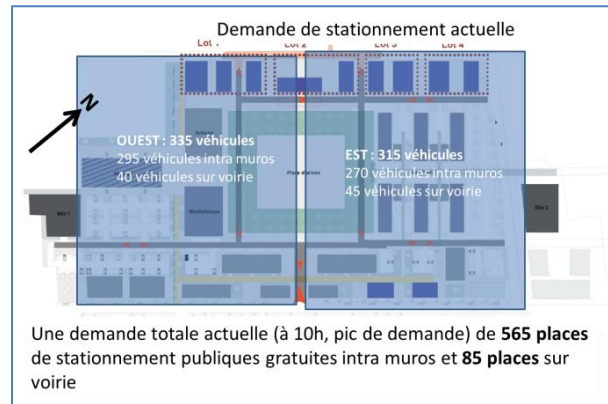 Demande de stationnement actuelle
Lot 2
Lot 3
Lot 4
N
OUEST : 335 véhicules
295 véhicules intra muros
40 véhicules sur voirie
EST : 315 véhicules
270 véhicules intra muros
45 véhicules sur voirie
Place d'armes
Médiathèque
Une demande totale actuelle (à 10h, pic de demande) de 565 places
de stationnement publiques gratuites intra muros et 85 places sur
voirie